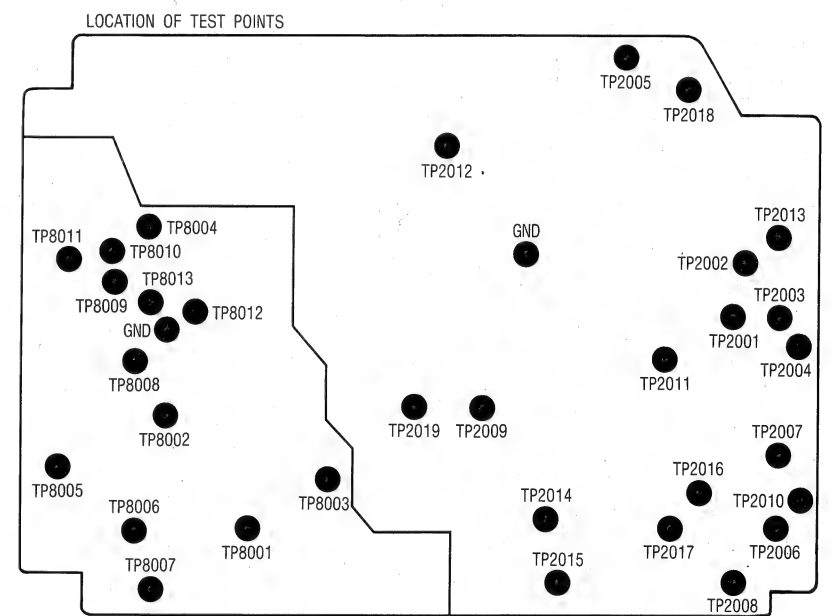 LOCATION OF TEST POINTS
TP2005
TP2018
TP2012
TP8004
TP2013
GND
TP8011
TP8010
TP2002
TP8013
TP8009
TP8012
TP2003
GND
TP2001
TP2004
TP8008
TP2011
TP8002
TP2019
TP2009
TP2007
TP2016
TP8005
TP8003
TP2014
TP2010
TP8006
TP8001
TP2017
TP2006
TP2015
TP8007
TP2008